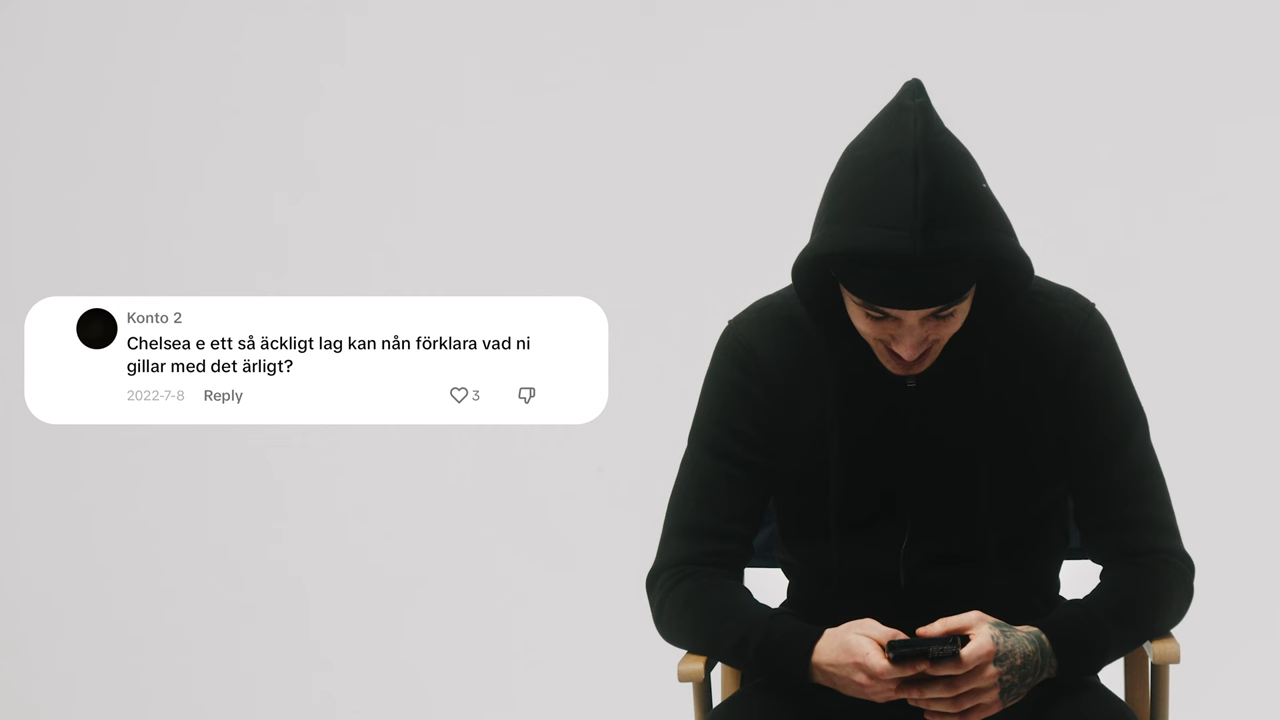 Konto 2
Chelsea e ett så äckligt lag kan nån förklara vad ni
gillar med det ärligt?
2022-7-8 Reply 3